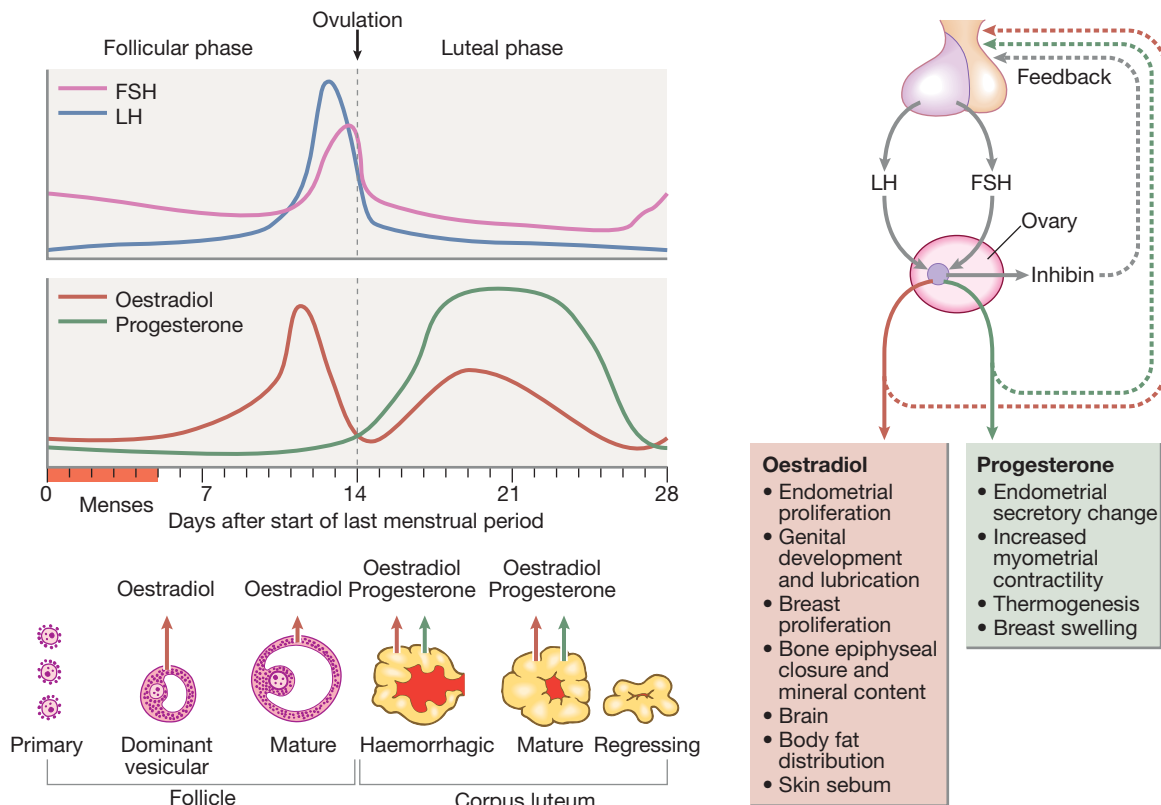 Ovulation
Follicular phase
Luteal phase
FSH
LH
Oestradiol
Progesterone
0
7
14
21
28
Menses
Days after start of last menstrual period
Oestradiol
Oestradiol
Oestradiol
Progesterone
Oestradiol
Progesterone
Primary
Dominant
vesicular
Mature
Haemorrhagic
Mature
Regressing
Follicle
Corpus luteum
Feedback
LH
FSH
Ovary
Inhibin
Oestradiol
• Endometrial
proliferation
• Genital
development
and lubrication
• Breast
proliferation
• Bone epiphyseal
closure and
mineral content
• Brain
• Body fat
distribution
• Skin sebum
Progesterone
• Endometrial
secretory change
• Increased
myometrial
contractility
• Thermogenesis
• Breast swelling